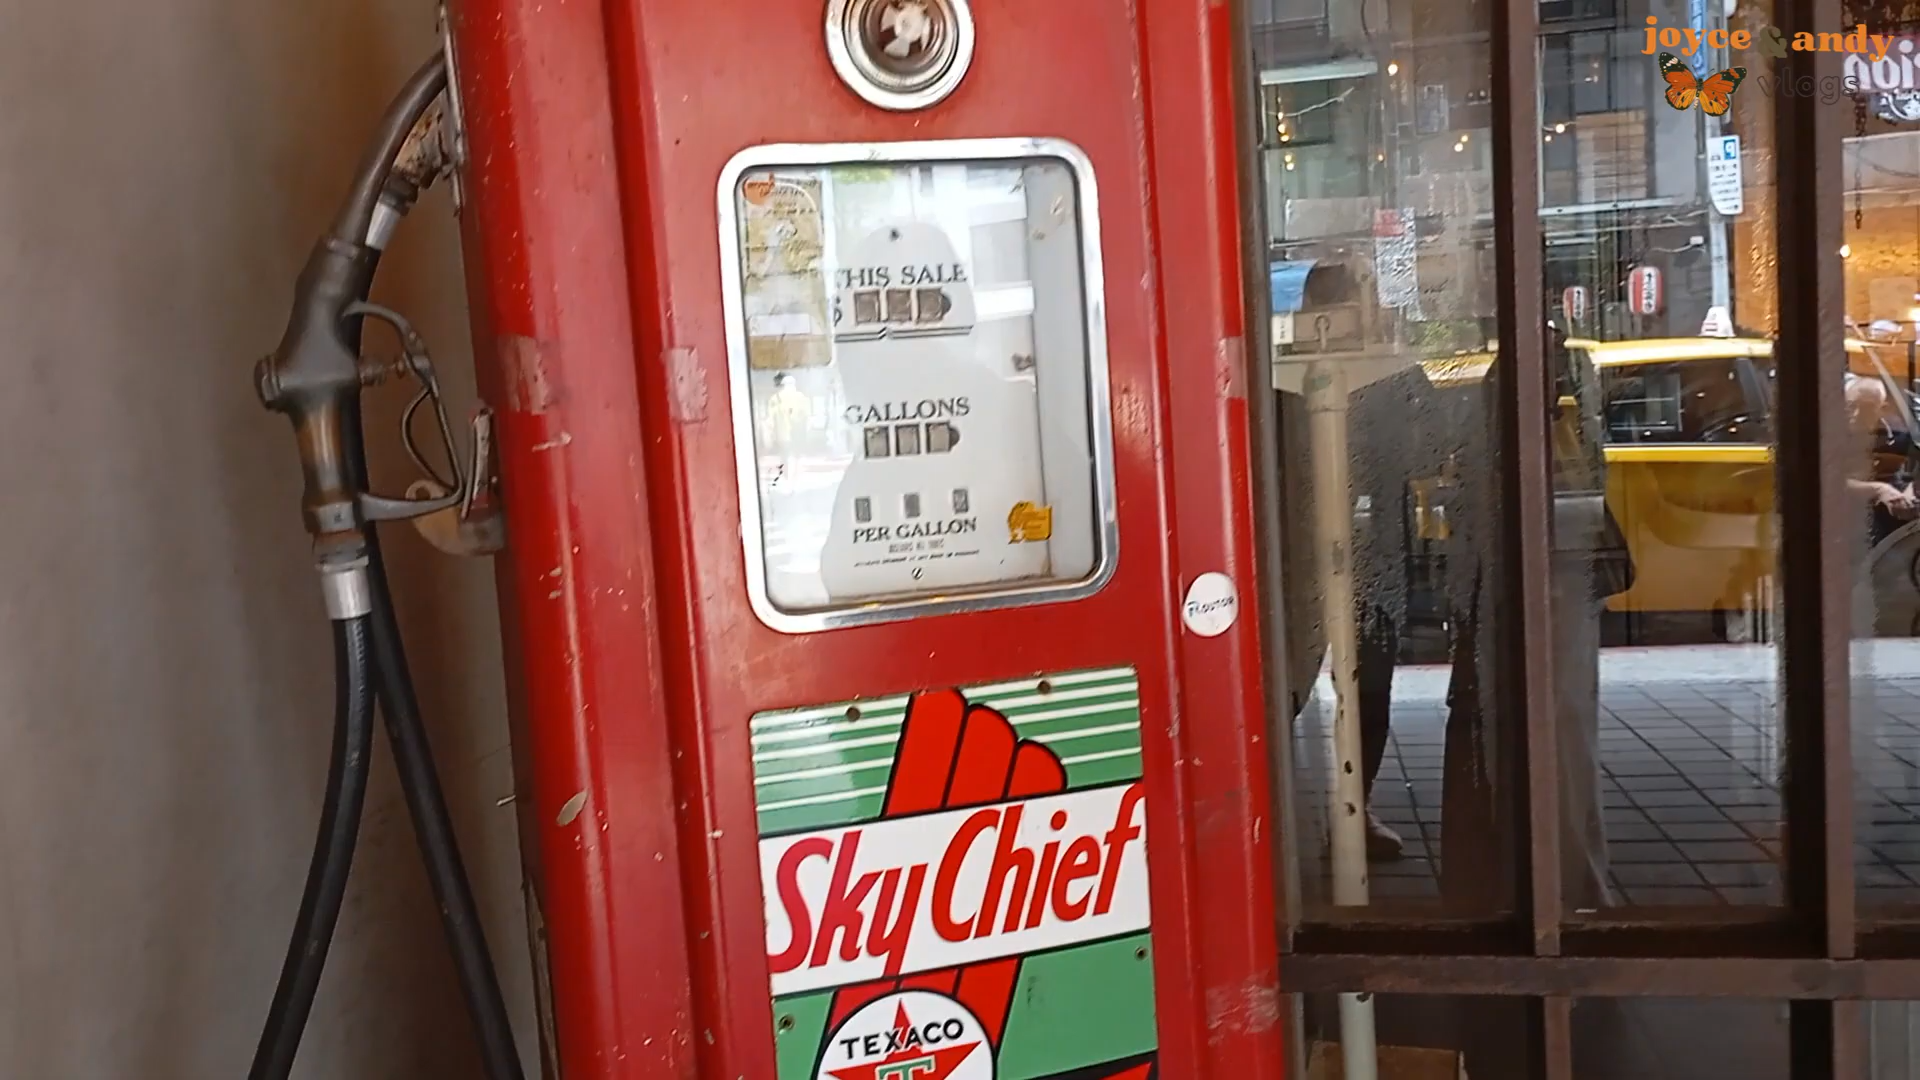 joyce & andy
vlogs
THIS SALE
$
GALLONS
PER GALLON
Sky Chief
TEXACO
T
P